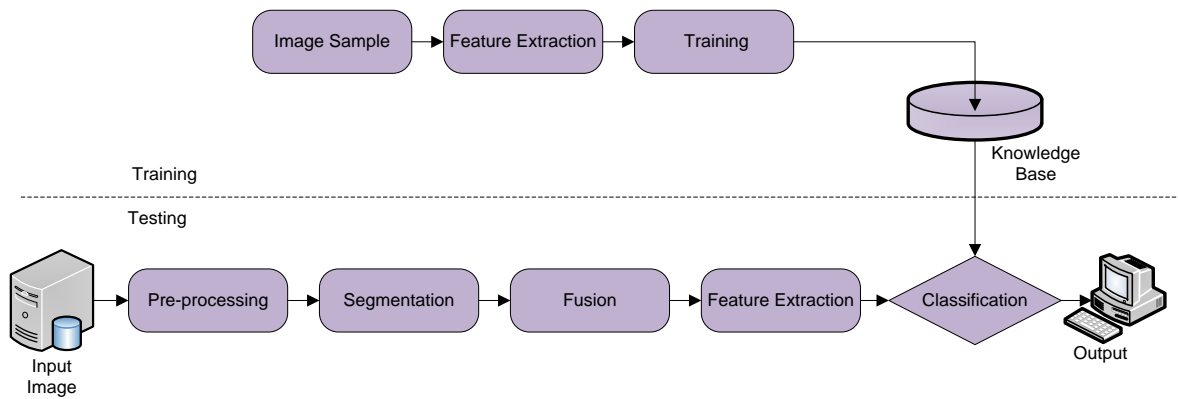 Image Sample
Feature Extraction
Training
Knowledge
Base
Training
Testing
Pre-processing
Segmentation
Fusion
Feature Extraction
Classification
Input
Image
Output